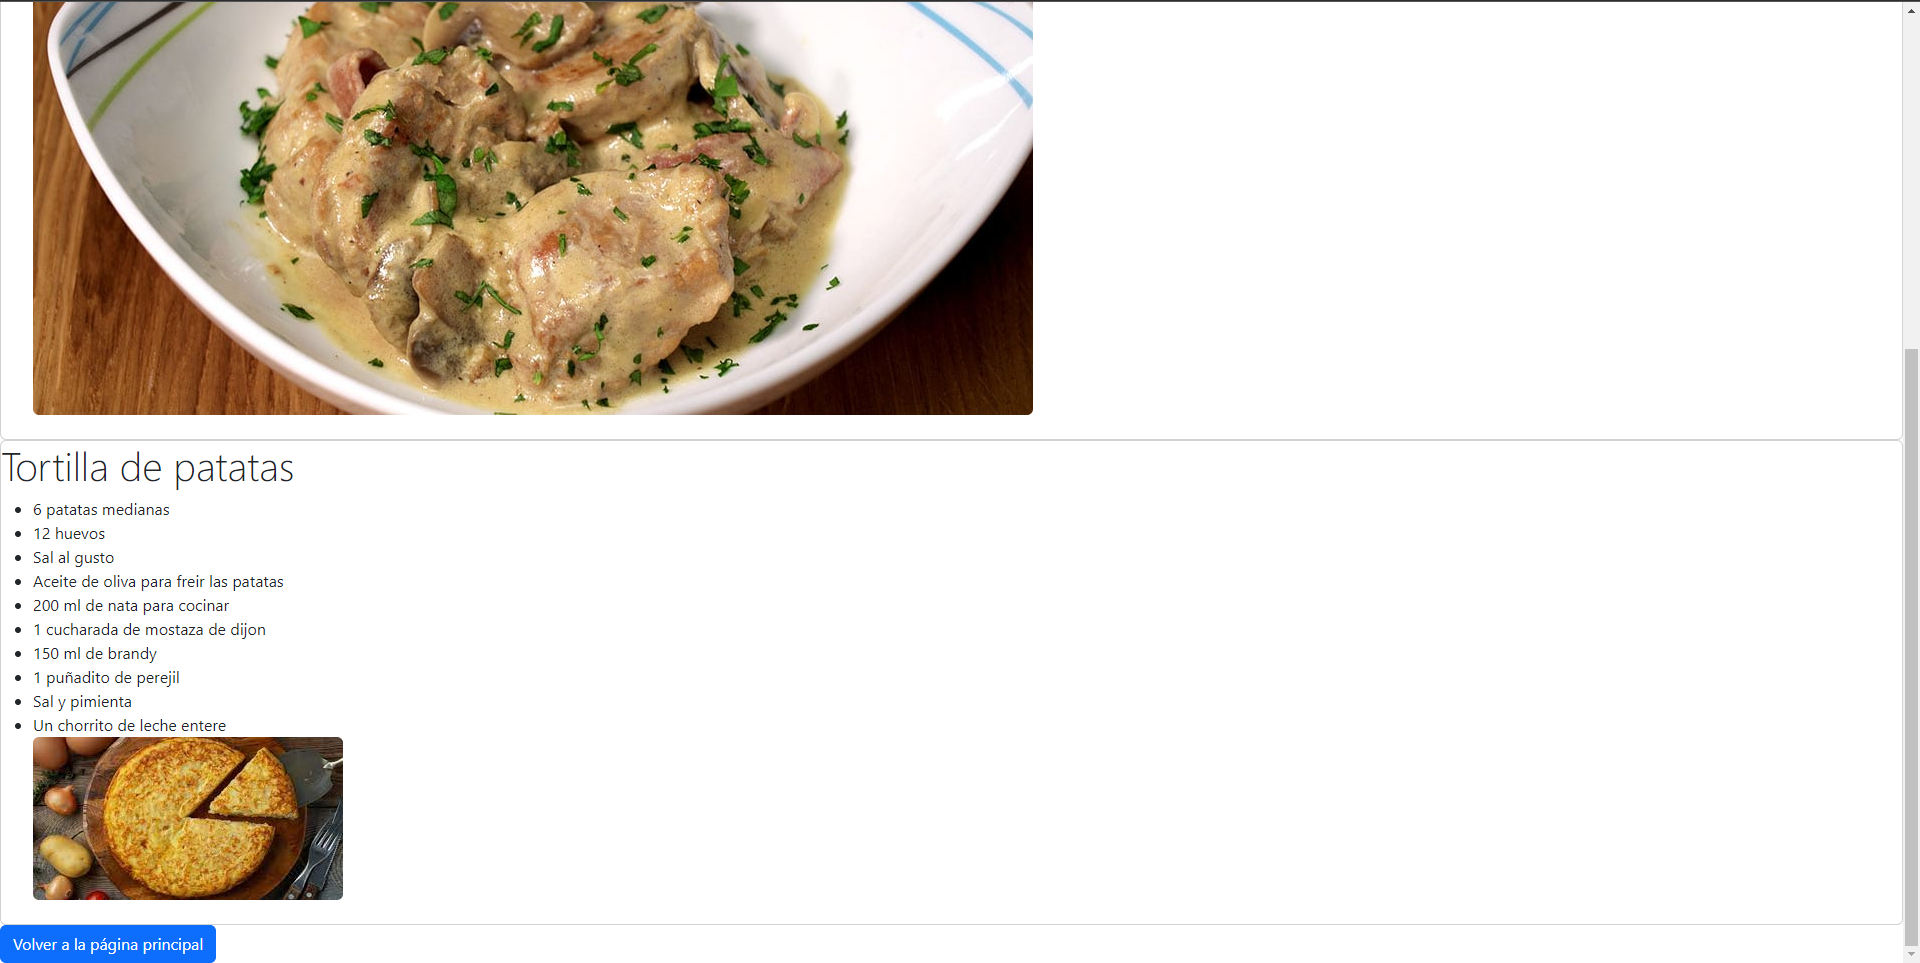 Tortilla de patatas
6 patatas medianas
12 huevos
Sal al gusto
Aceite de oliva para freir las patatas
200 ml de nata para cocinar
1 cucharada de mostaza de dijon
150 ml de brandy
1 puñadito de perejil
Sal y pimienta
Un chorrito de leche entere
Volver a la página principal